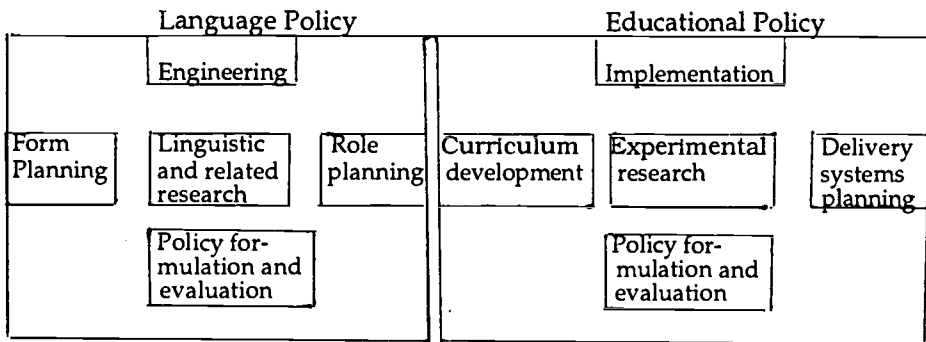 Language Policy
Engineering
Form
Planning
Linguistic
and related
research
Role
planning
Policy for-
mulation and
evaluation
Educational Policy
Implementation
Curriculum
development
Experimental
research
Delivery
systems
planning
Policy for-
mulation and
evaluation